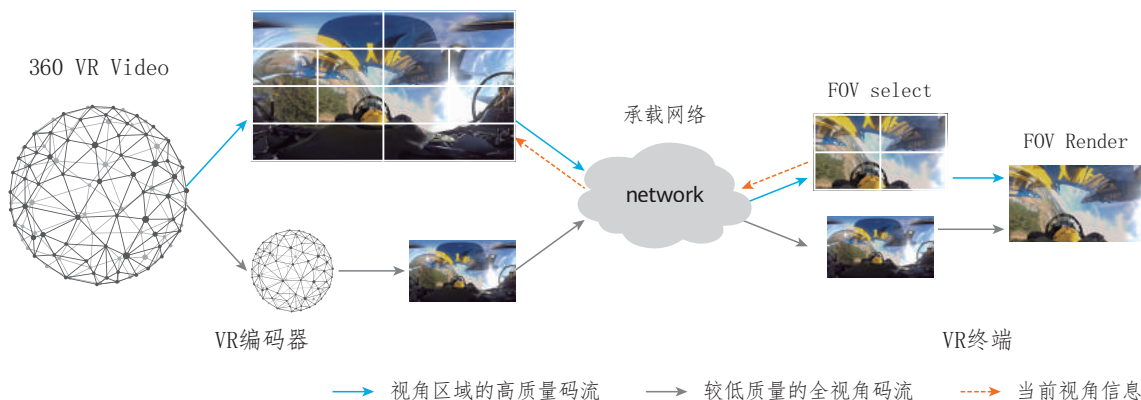 360 VR Video
承载网络
FOV select
FOV Render
network
VR编码器
VR终端
视角区域的高质量码流
较低质量的全视角码流
当前视角信息